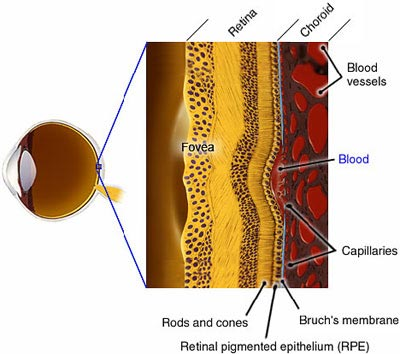 Retina
Choroid
Blood
vessels
Fovea
Blood
Capillaries
Rods and cones
Bruch's membrane
Retinal pigmented epithelium (RPE)